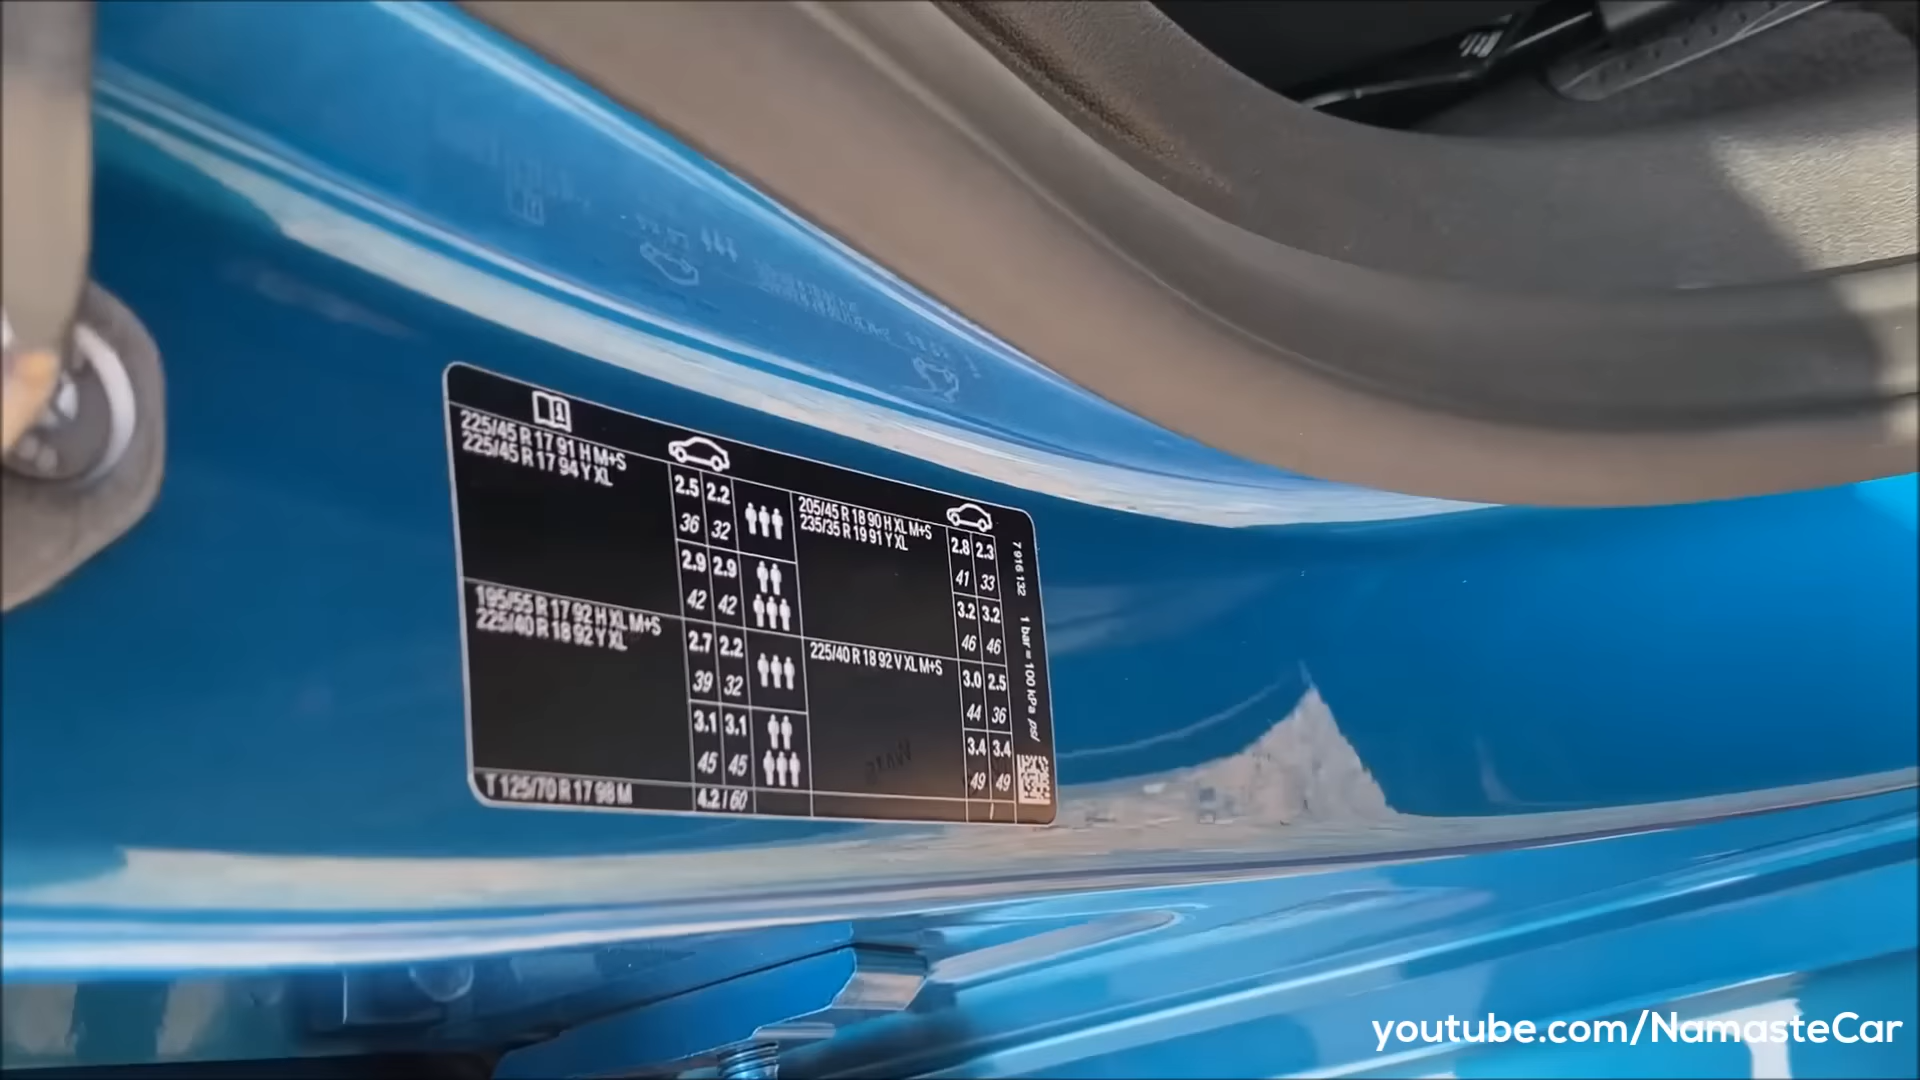 225/45 R 17 91 H M+S
225/45 R 17 94 Y XL
2.5 2.2
36 32
2.9 2.9
42 42
195/55 R 17 92 H XL M+S
225/40 R 18 92 Y XL
2.7 2.2
39 32
3.1 3.1
45 45
T 125/70 R 17 98 M
4.2 / 60
205/45 R 18 90 H XL M+S
235/35 R 19 91 Y XL
2.8 2.3
41 33
3.2 3.2
46 46
225/40 R 18 92 V XL M+S
3.0 2.5
44 36
3.4 3.4
49 49
/
7 916 132 1 bar = 100 kPa psi
youtube.com/NamasteCar